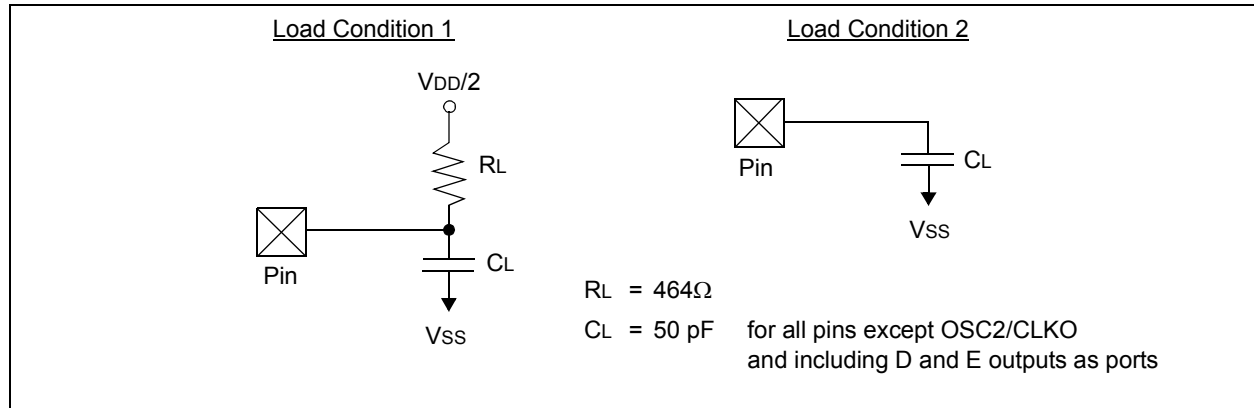 Load Condition 1
VDD/2
RL
Pin
CL
VSS
Load Condition 2
Pin
CL
VSS
RL = 464Ω
CL = 50 pF for all pins except OSC2/CLKO
and including D and E outputs as ports